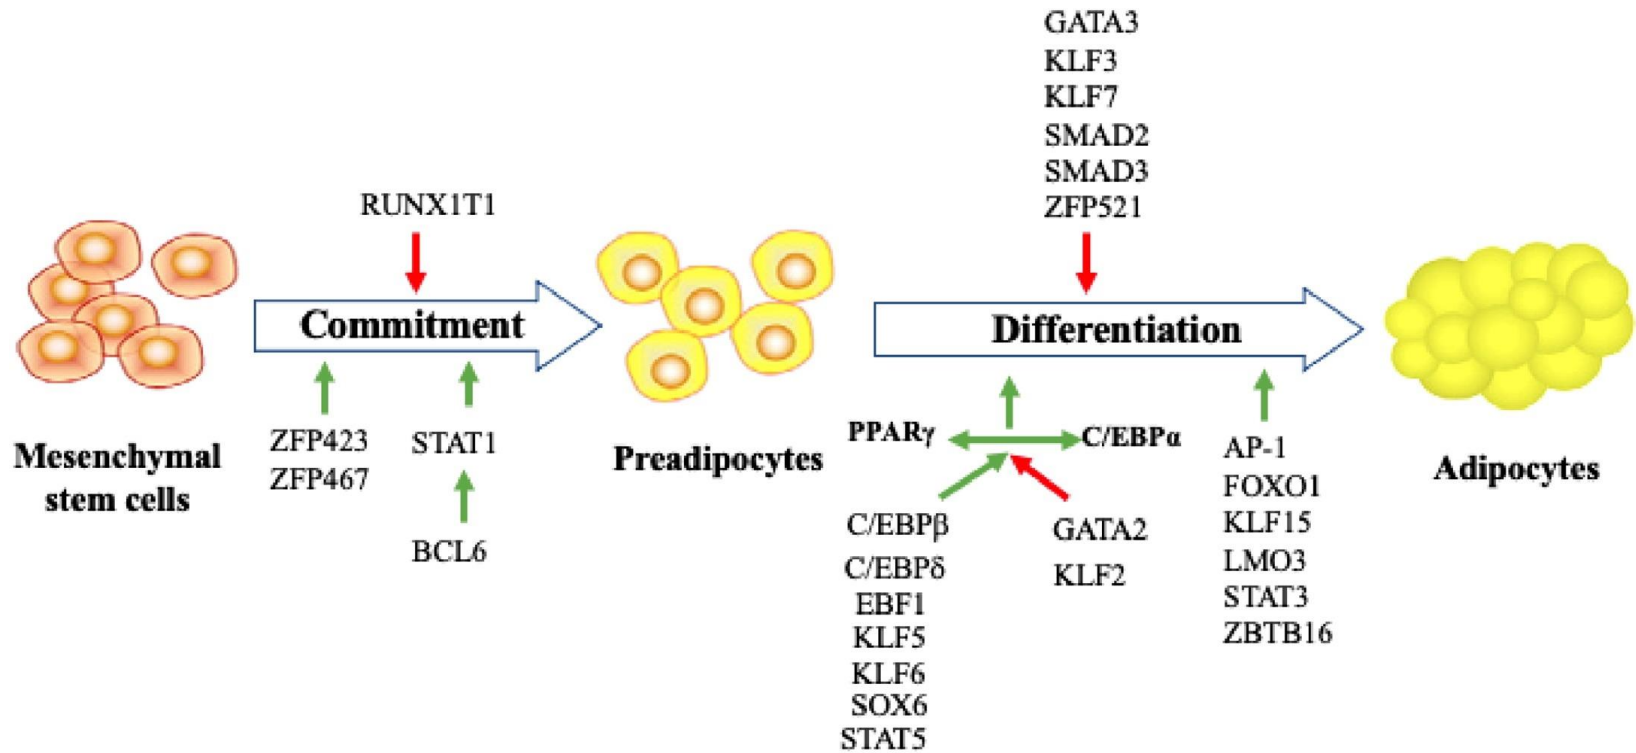 GATA3
KLF3
KLF7
SMAD2
SMAD3
ZFP521
RUNX1T1
Commitment
Differentiation
Mesenchymal
stem cells
ZFP423
ZFP467
STAT1
BCL6
Preadipocytes
PPARγ
C/EBPα
C/EBPβ
C/EBPδ
EBF1
KLF5
KLF6
SOX6
STAT5
GATA2
KLF2
AP-1
FOXO1
KLF15
LMO3
STAT3
ZBTB16
Adipocytes